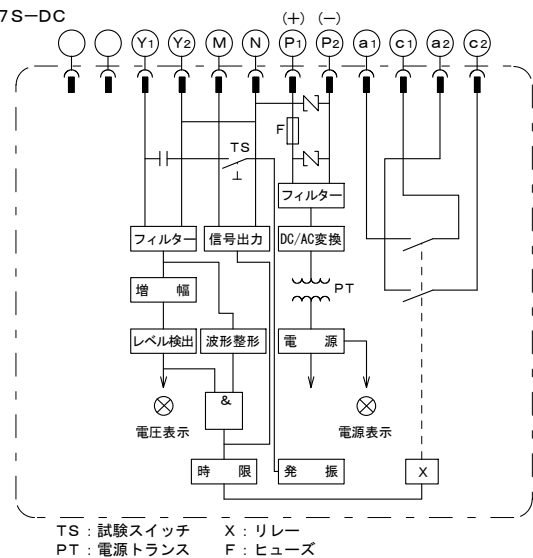 7S-DC
(+) (-)
Y1 Y2 M N P1 P2 a1 c1 a2 c2
F
TS
フィルター
フィルター 信号出力 DC/AC変換
増 幅
PT
レベル検出 波形整形 電 源
&
電圧表示 電源表示
時 限 発 振 X
TS : 試験スイッチ X : リレー
PT : 電源トランス F : ヒューズ